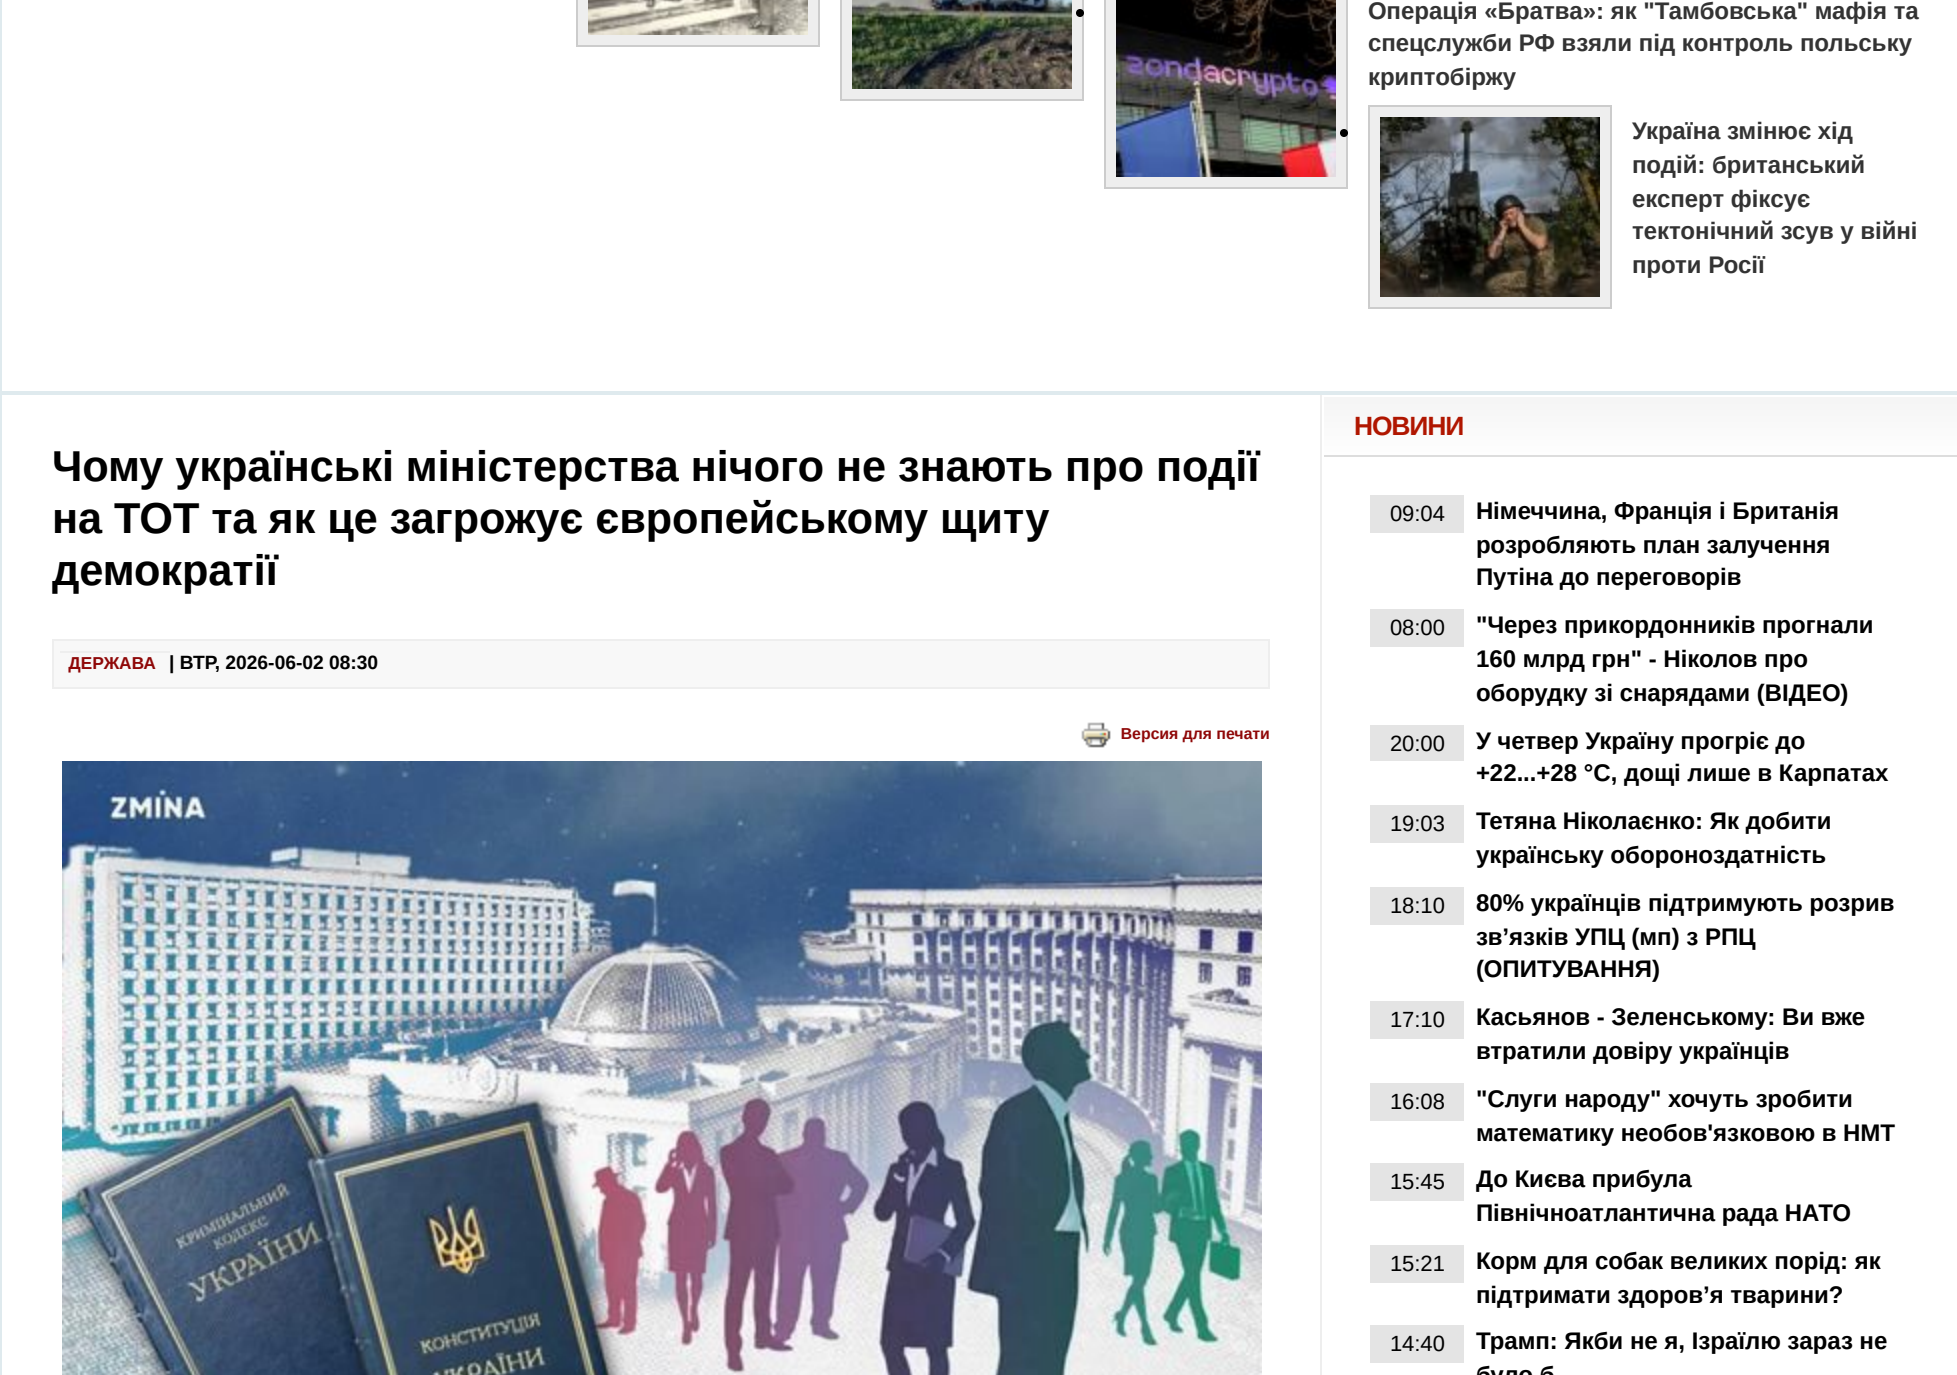 Операція «Братва»: як "Тамбовська" мафія та
спецслужби РФ взяли під контроль польську
криптобіржу
zondacrypto
Україна змінює хід
подій: британський
експерт фіксує
тектонічний зсув у війні
проти Росії
Чому українські міністерства нічого не знають про події
на ТОТ та як це загрожує європейському щиту
демократії
ДЕРЖАВА | ВТР, 2026-06-02 08:30
Версия для печати
ZMINA
КРИМІНАЛЬНИЙ
КОДЕКС
УКРАЇНИ
КОНСТИТУЦІЯ
УКРАЇНИ
НОВИНИ
09:04 Німеччина, Франція і Британія
розробляють план залучення
Путіна до переговорів
08:00 "Через прикордонників прогнали
160 млрд грн" - Ніколов про
оборудку зі снарядами (ВІДЕО)
20:00 У четвер Україну прогріє до
+22...+28 °C, дощі лише в Карпатах
19:03 Тетяна Ніколаєнко: Як добити
українську обороноздатність
18:10 80% українців підтримують розрив
зв’язків УПЦ (мп) з РПЦ
(ОПИТУВАННЯ)
17:10 Касьянов - Зеленському: Ви вже
втратили довіру українців
16:08 "Слуги народу" хочуть зробити
математику необов'язковою в НМТ
15:45 До Києва прибула
Північноатлантична рада НАТО
15:21 Корм для собак великих порід: як
підтримати здоров’я тварини?
14:40 Трамп: Якби не я, Ізраїлю зараз не
було б